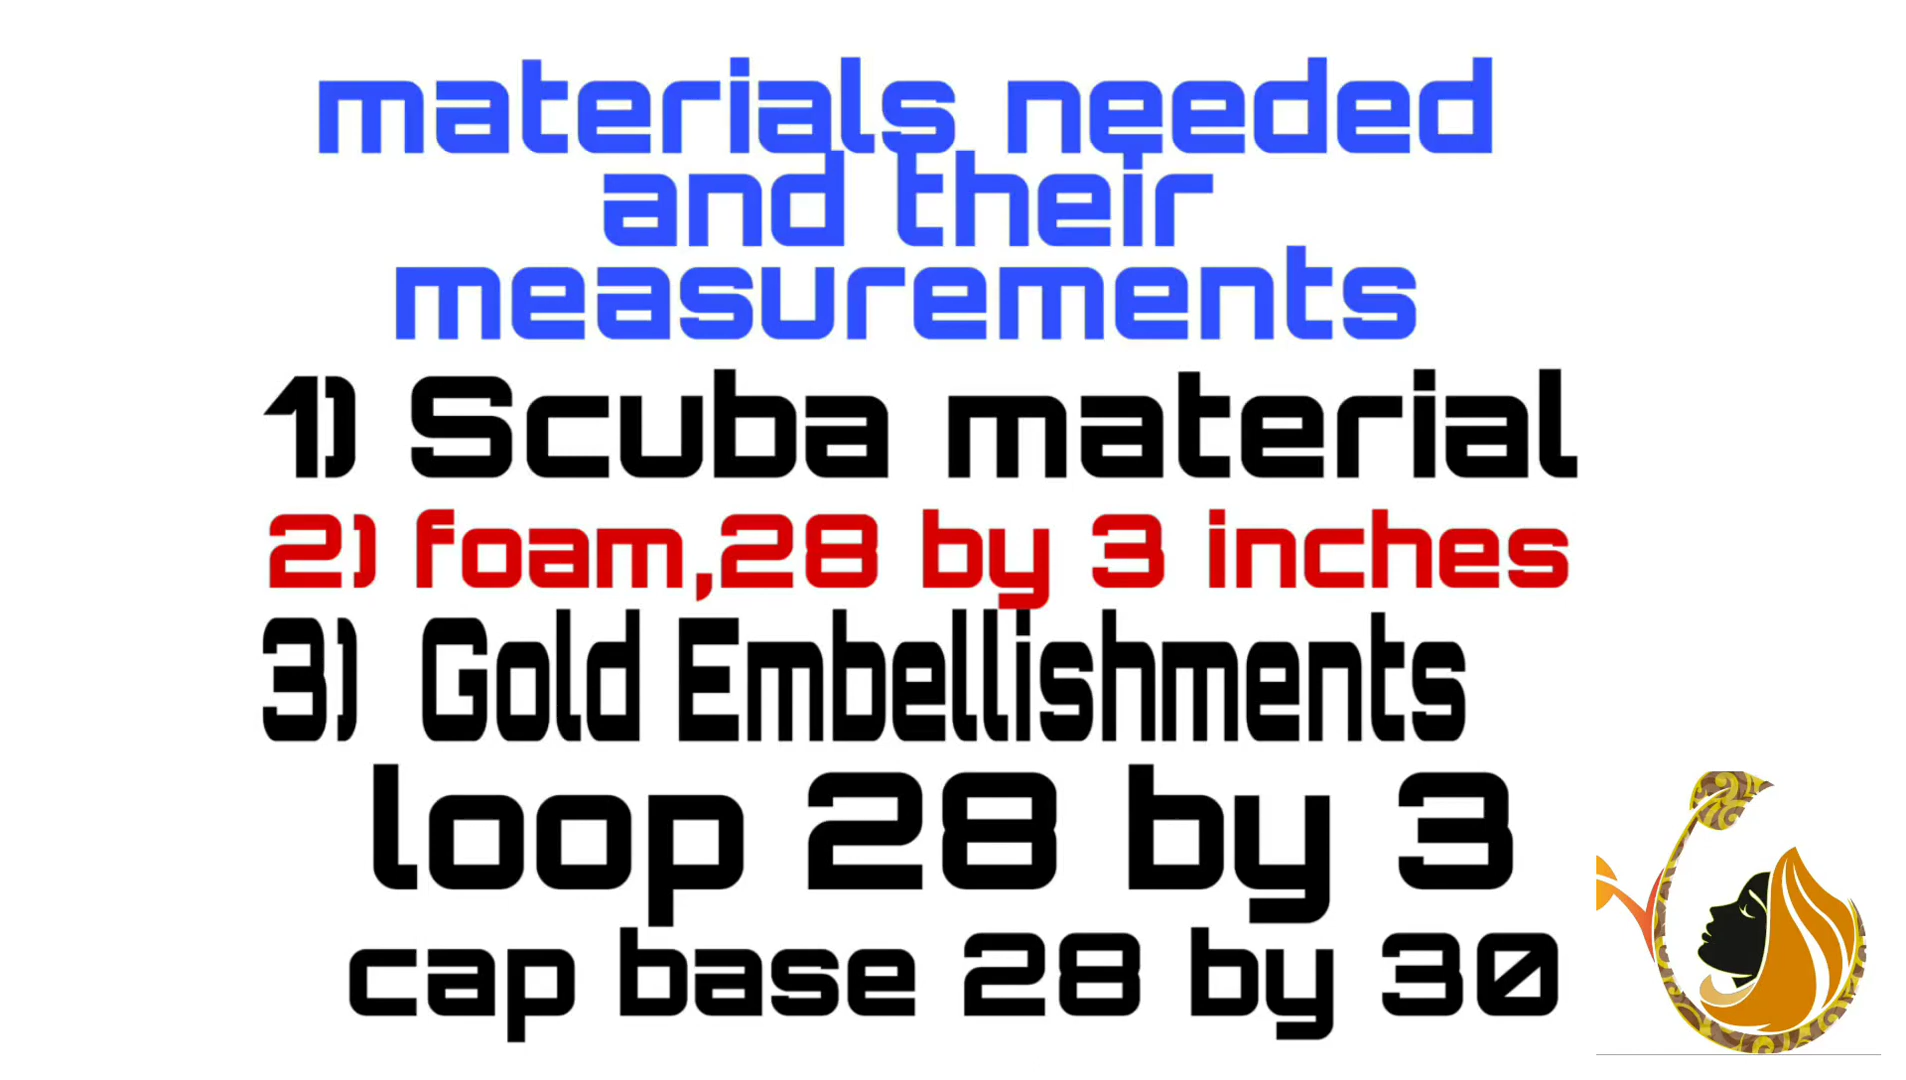 materials needed
and their
measurements
1) Scuba material
2) foam,28 by 3 inches
3) Gold Embellishments
loop 28 by 3
cap base 28 by 30